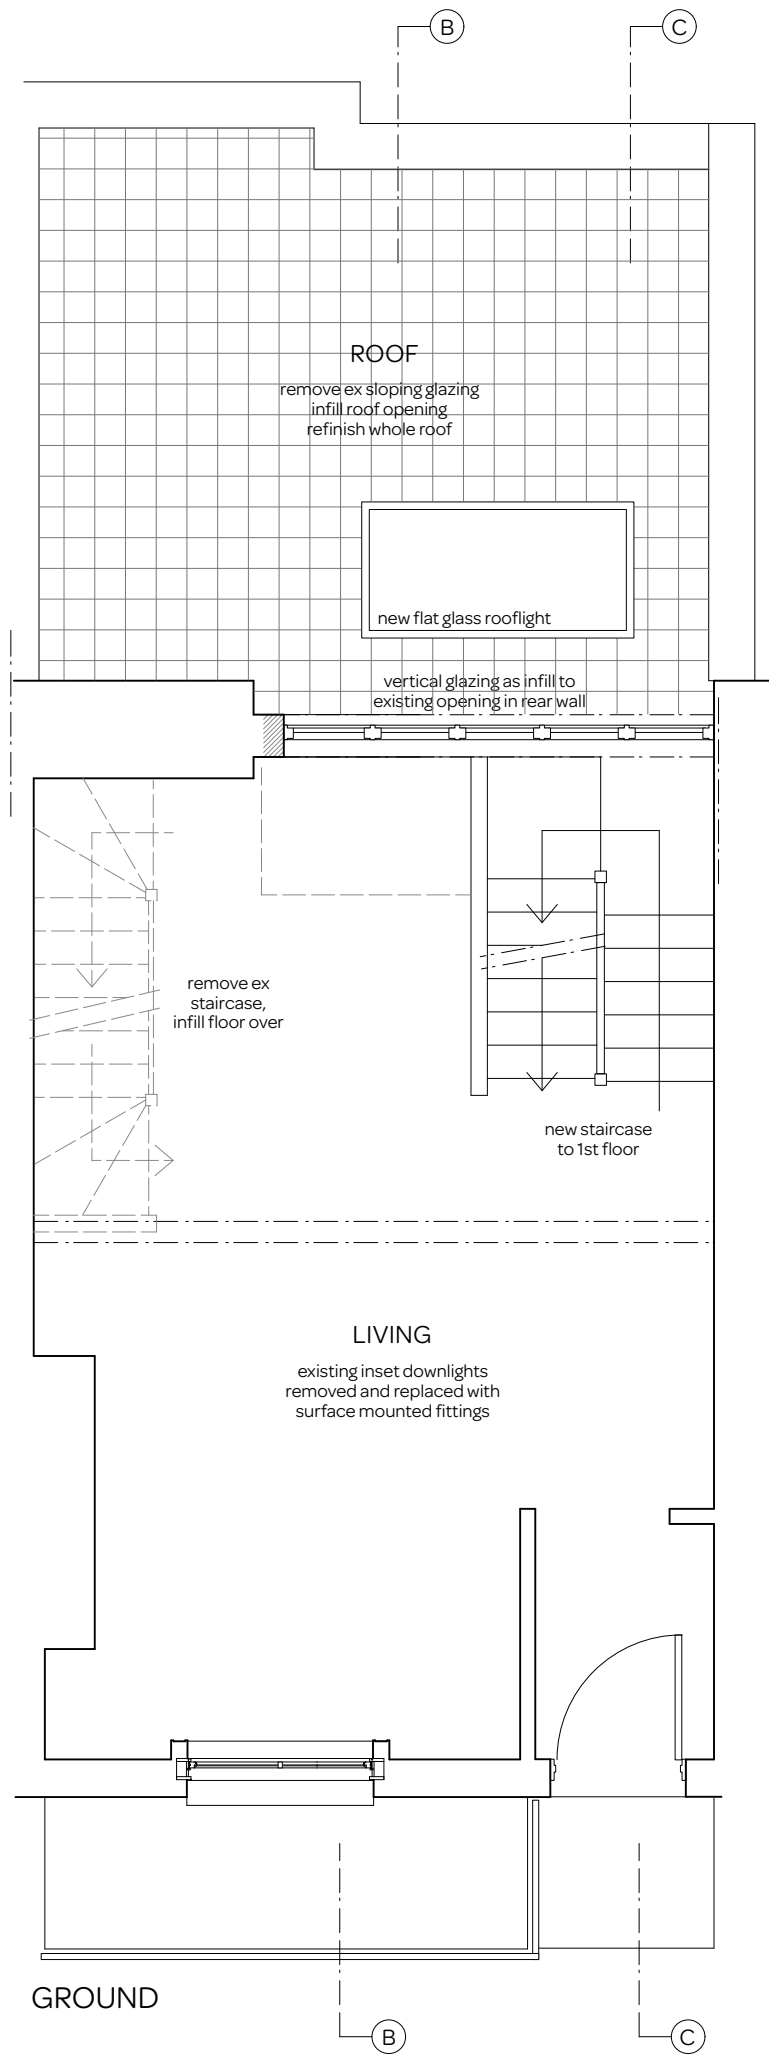 B
C
ROOF
remove ex sloping glazing
infill roof opening
refinish whole roof
new flat glass rooflight
vertical glazing as infill to
existing opening in rear wall
remove ex
staircase,
infill floor over
new staircase
to 1st floor
LIVING
existing inset downlights
removed and replaced with
surface mounted fittings
GROUND
B
C